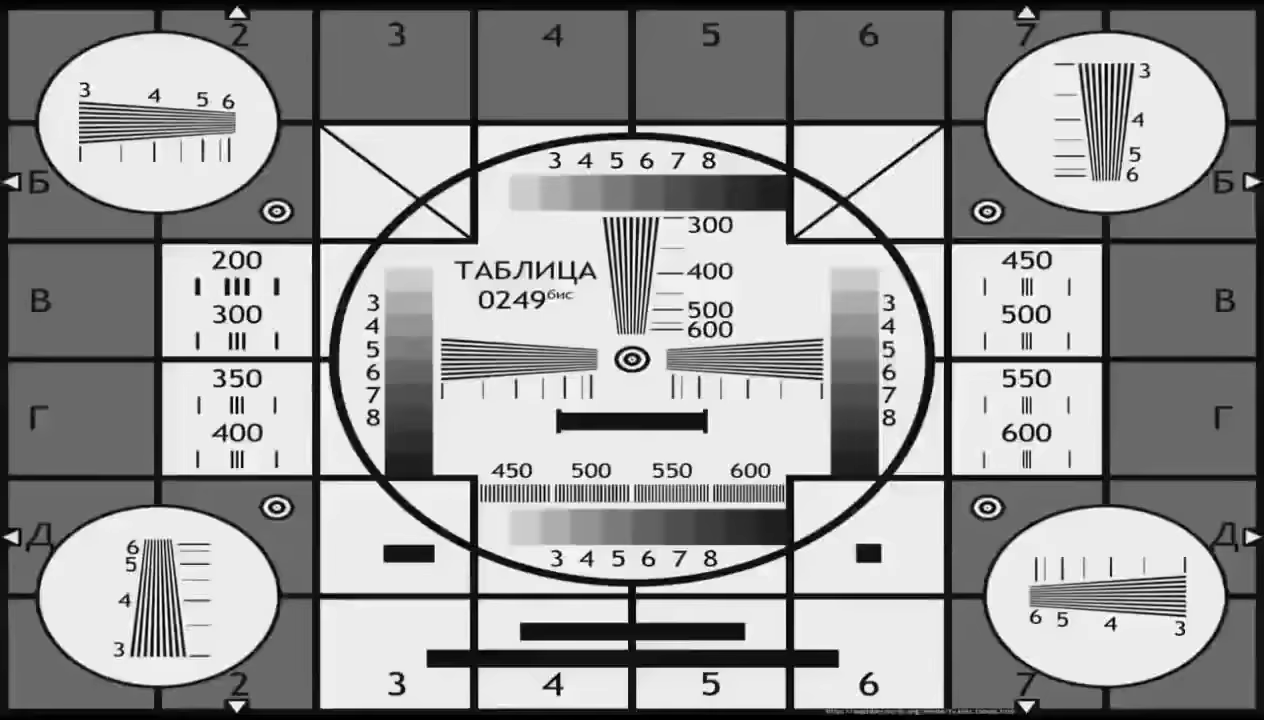 2 3 4 5 6 7
3 4 5 6
3
4
5
6
3 4 5 6 7 8
Б Б
300
200 450
ТАБЛИЦА 400
0249бис
В 3 3 В
300 4 500 4 500
5 600 5
6 6
350 550
7 7
Г 8 8 Г
400 600
450 500 550 600
Д Д
6
5
4
3
3 4 5 6 7 8
6 5 4 3
2 3 4 5 6 7